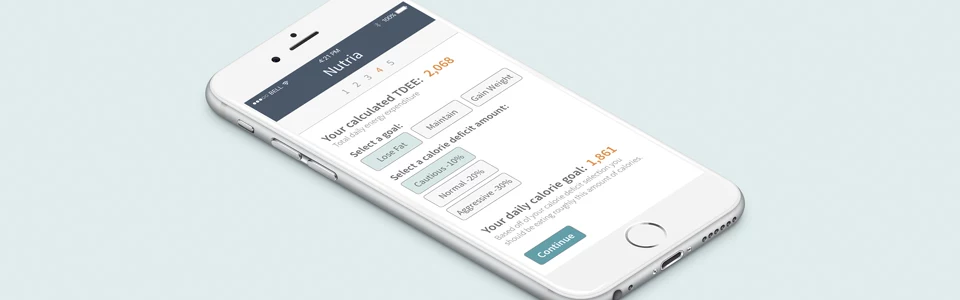 ●●●○○ BELL 4:21 PM 100%
Nutria
1 2 3 4 5
Your calculated TDEE: 2,068
Total daily energy expenditure
Select a goal:
Lose Fat Maintain Gain Weight
Select a calorie deficit amount:
Cautious -10%
Normal -20%
Aggressive -30%
Your daily calorie goal: 1,861
Based off of your calorie deficit selection you
should be eating roughly this amount of calories.
Continue